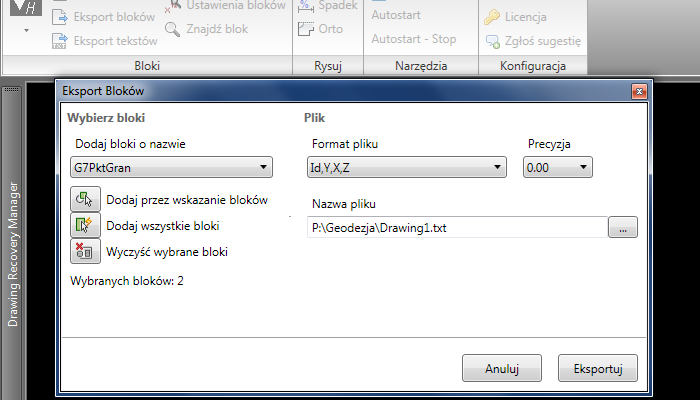 H
Ustawienia bloków
Spadek
Eksport bloków
Autostart
Licencja
Znajdź blok
Orto
Eksport tekstów
Autostart - Stop
Zgłoś sugestię
Bloki
Rysuj
Narzędzia
Konfiguracja
Drawing Recovery Manager
Eksport Bloków
Wybierz bloki
Dodaj bloki o nazwie
G7PktGran
Dodaj przez wskazanie bloków
Dodaj wszystkie bloki
Wyczyść wybrane bloki
Wybranych bloków: 2
Plik
Format pliku
Precyzja
Id,Y,X,Z
0.00
Nazwa pliku
P:\Geodezja\Drawing1.txt
...
Anuluj
Eksportuj